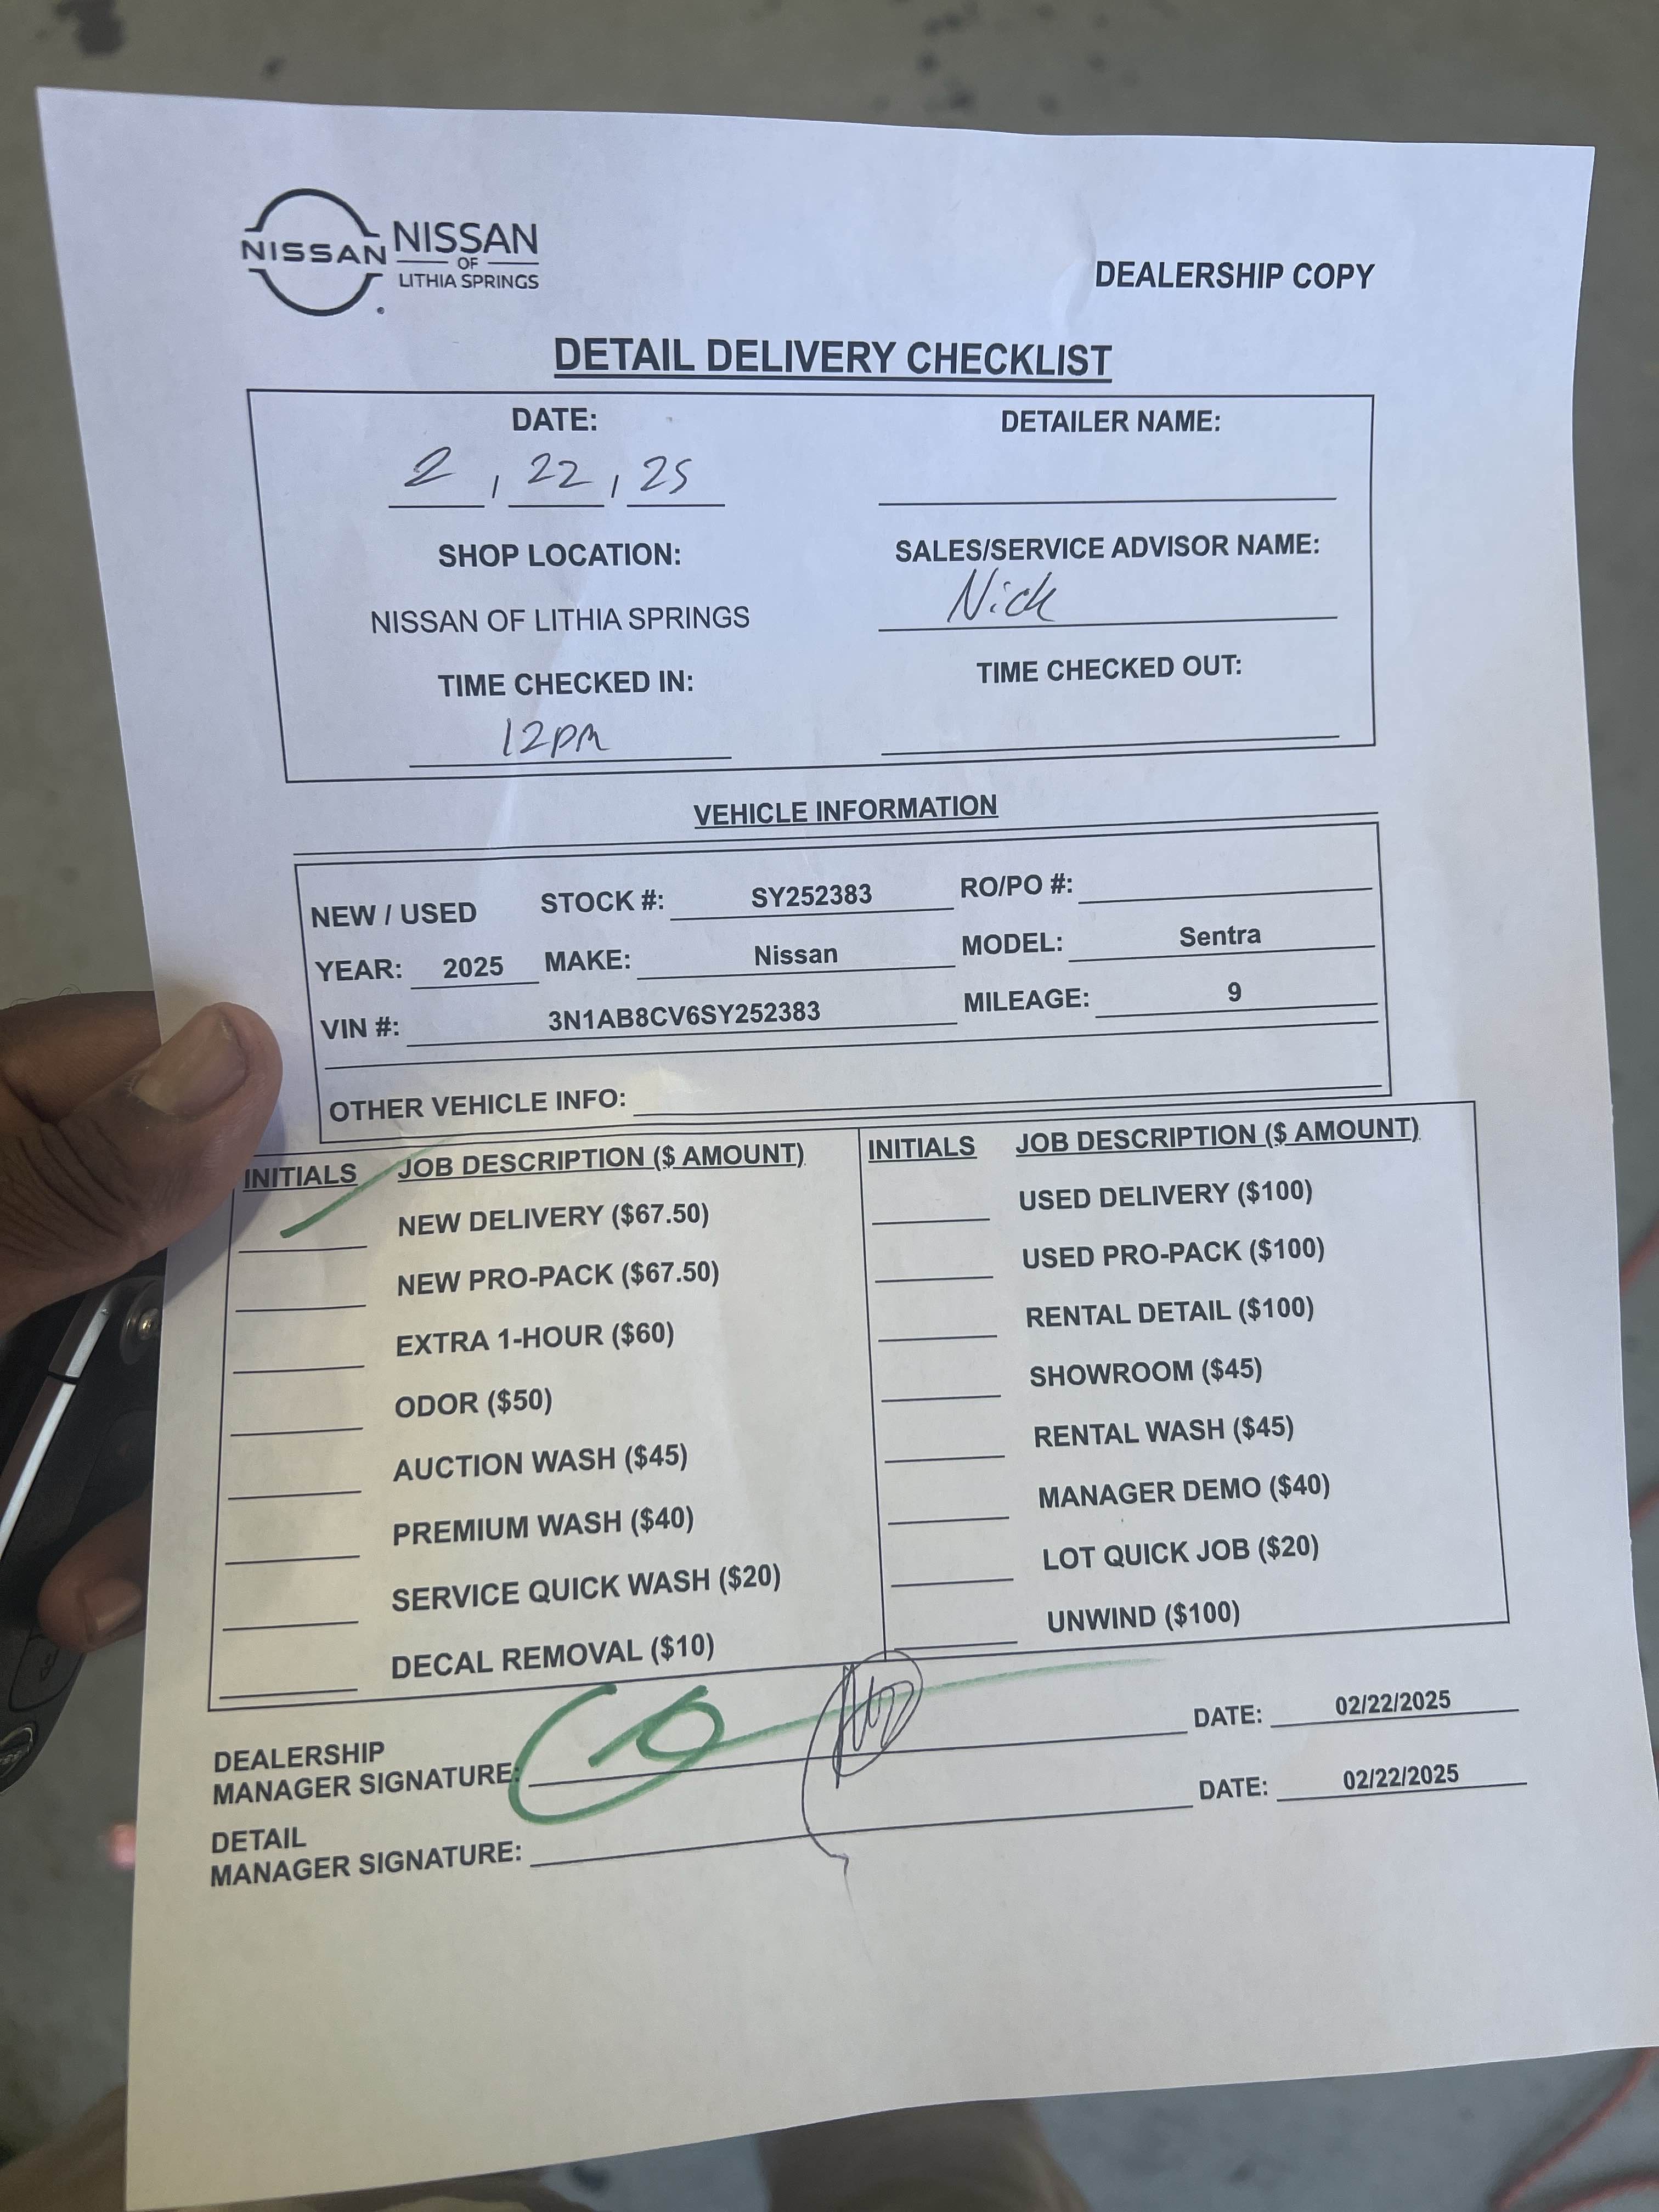 NISSAN
NISSAN
OF
LITHIA SPRINGS
DEALERSHIP COPY
DETAIL DELIVERY CHECKLIST
DATE:
2 , 22 , 25
DETAILER NAME:
SHOP LOCATION:
NISSAN OF LITHIA SPRINGS
SALES/SERVICE ADVISOR NAME:
Nick
TIME CHECKED IN:
12pm
TIME CHECKED OUT:
VEHICLE INFORMATION
NEW / USED STOCK #: SY252383 RO/PO #:
YEAR: 2025 MAKE: Nissan MODEL: Sentra
VIN #: 3N1AB8CV6SY252383 MILEAGE: 9
OTHER VEHICLE INFO:
INITIALS JOB DESCRIPTION ($ AMOUNT)
NEW DELIVERY ($67.50)
NEW PRO-PACK ($67.50)
EXTRA 1-HOUR ($60)
ODOR ($50)
AUCTION WASH ($45)
PREMIUM WASH ($40)
SERVICE QUICK WASH ($20)
DECAL REMOVAL ($10)
INITIALS JOB DESCRIPTION ($ AMOUNT)
USED DELIVERY ($100)
USED PRO-PACK ($100)
RENTAL DETAIL ($100)
SHOWROOM ($45)
RENTAL WASH ($45)
MANAGER DEMO ($40)
LOT QUICK JOB ($20)
UNWIND ($100)
DEALERSHIP
MANAGER SIGNATURE: DATE: 02/22/2025
DETAIL
MANAGER SIGNATURE: DATE: 02/22/2025